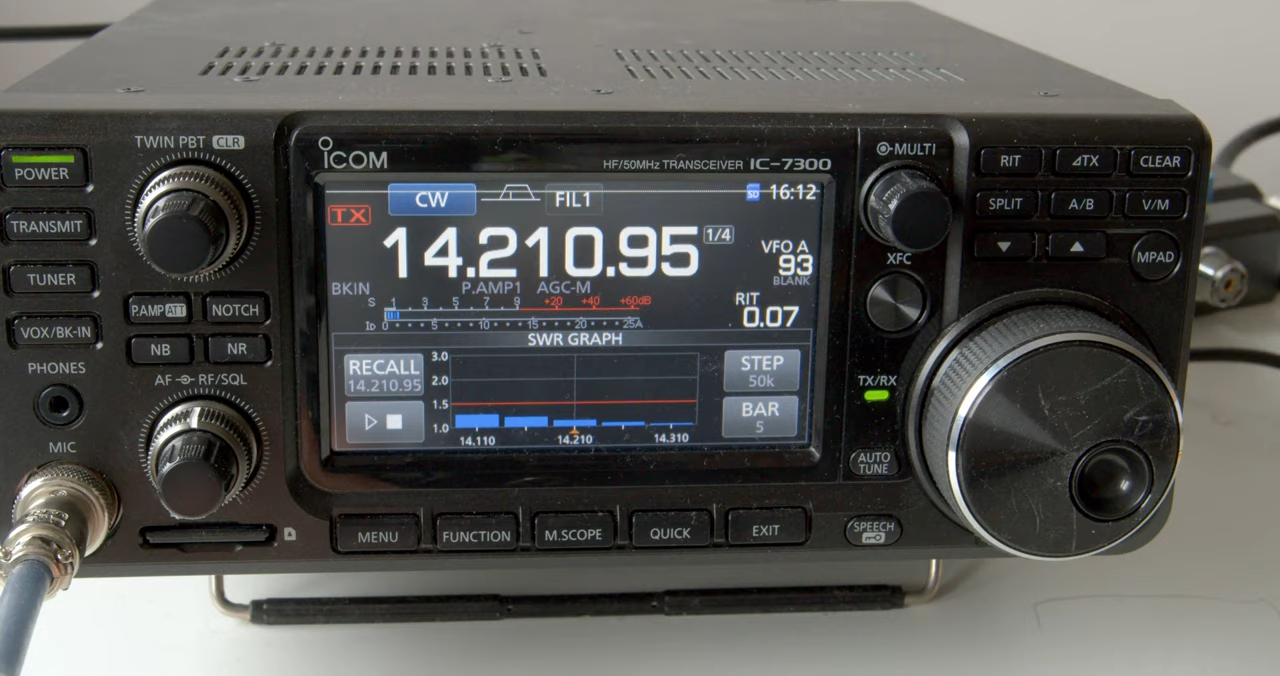 TWIN PBT CLR
POWER
TRANSMIT
TUNER
VOX/BK-IN
PHONES
MIC
P.AMP ATT
NOTCH
NB
NR
AF RF/SQL
ICOM
HF/50MHz TRANSCEIVER IC-7300
CW
FIL1
SD 16:12
TX
14.210.95 1/4
VFO A
93
BLANK
BKIN P.AMP1 AGC-M
S 1 3 5 7 9 +20 +40 +60dB
ID 0 5 10 15 20 25A
RIT
0.07
SWR GRAPH
RECALL
14.210.95
3.0
2.0
1.5
1.0
14.110 14.210 14.310
STEP
50k
BAR
5
MENU
FUNCTION
M.SCOPE
QUICK
EXIT
MULTI
XFC
TX/RX
AUTO
TUNE
SPEECH
RIT
⊿TX
CLEAR
SPLIT
A/B
V/M
MPAD